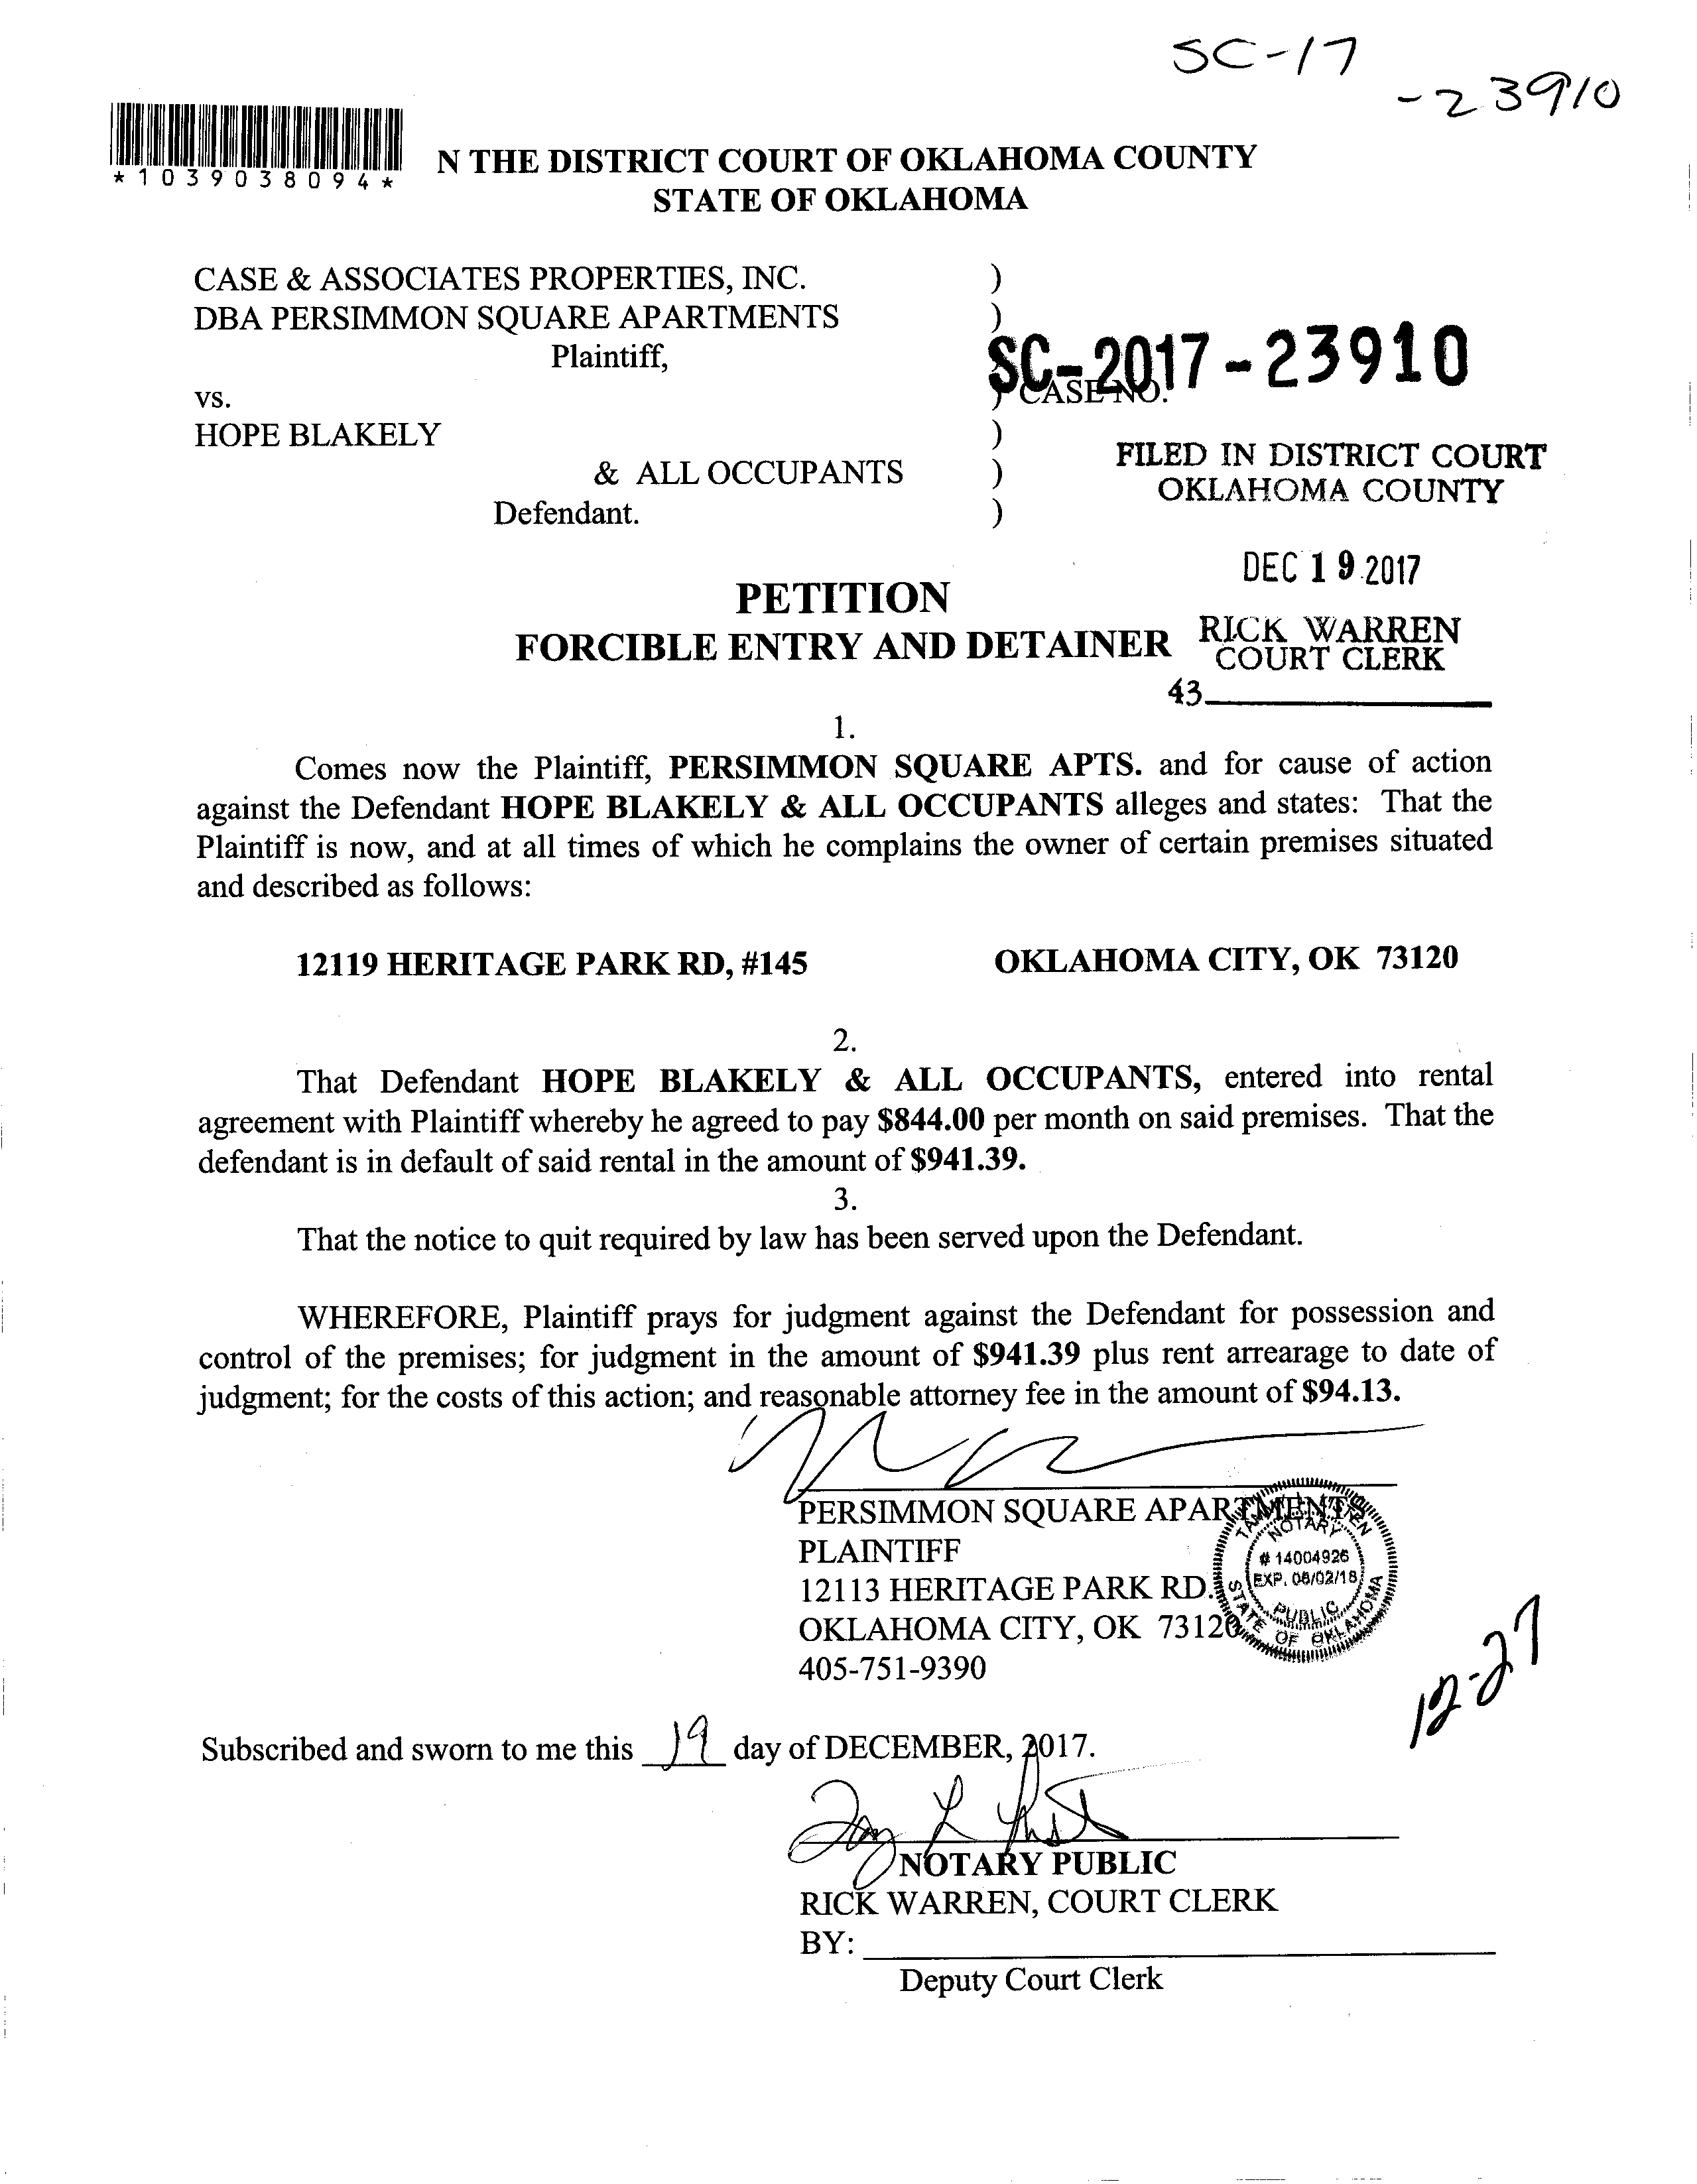 SC-17
-23910
*1039038094*
N THE DISTRICT COURT OF OKLAHOMA COUNTY
STATE OF OKLAHOMA
CASE & ASSOCIATES PROPERTIES, INC. )
DBA PERSIMMON SQUARE APARTMENTS )
Plaintiff,
SC-2017-23910
vs. ) CASE NO.
HOPE BLAKELY )
& ALL OCCUPANTS )
Defendant. )
FILED IN DISTRICT COURT
OKLAHOMA COUNTY
DEC 19 2017
RICK WARREN
COURT CLERK
43
PETITION
FORCIBLE ENTRY AND DETAINER
1.
Comes now the Plaintiff, PERSIMMON SQUARE APTS. and for cause of action
against the Defendant HOPE BLAKELY & ALL OCCUPANTS alleges and states: That the
Plaintiff is now, and at all times of which he complains the owner of certain premises situated
and described as follows:
12119 HERITAGE PARK RD, #145 OKLAHOMA CITY, OK 73120
2.
That Defendant HOPE BLAKELY & ALL OCCUPANTS, entered into rental
agreement with Plaintiff whereby he agreed to pay $844.00 per month on said premises. That the
defendant is in default of said rental in the amount of $941.39.
3.
That the notice to quit required by law has been served upon the Defendant.
WHEREFORE, Plaintiff prays for judgment against the Defendant for possession and
control of the premises; for judgment in the amount of $941.39 plus rent arrearage to date of
judgment; for the costs of this action; and reasonable attorney fee in the amount of $94.13.
PERSIMMON SQUARE APARTMENTS
PLAINTIFF
12113 HERITAGE PARK RD.
OKLAHOMA CITY, OK 73120
405-751-9390
NOTARY
# 14004926
EXP. 06/02/18
PUBLIC
STATE OF OKLAHOMA
12-27
Subscribed and sworn to me this 19 day of DECEMBER, 2017.
NOTARY PUBLIC
RICK WARREN, COURT CLERK
BY:
Deputy Court Clerk